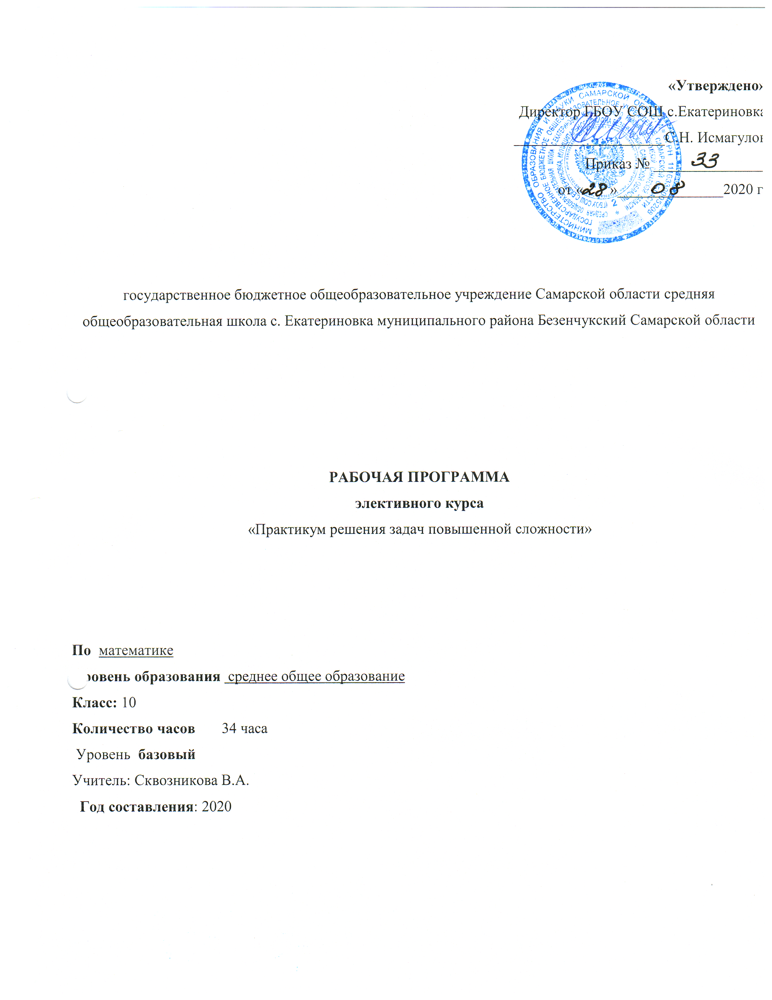 «Утверждено»
Директор ГБОУ СОШ с.Екатериновка
С.Н. Исмагулов
Приказ № 33
от «28» 08 2020 г
МИНИСТЕРСТВО ОБРАЗОВАНИЯ И НАУКИ САМАРСКОЙ ОБЛАСТИ
государственное бюджетное общеобразовательное учреждение Самарской области средняя
общеобразовательная школа с. Екатериновка муниципального района Безенчукский Самарской области
РАБОЧАЯ ПРОГРАММА
элективного курса
«Практикум решения задач повышенной сложности»
По математике
ровень образования среднее общее образование
Класс: 10
Количество часов 34 часа
Уровень базовый
Учитель: Сквозникова В.А.
Год составления: 2020